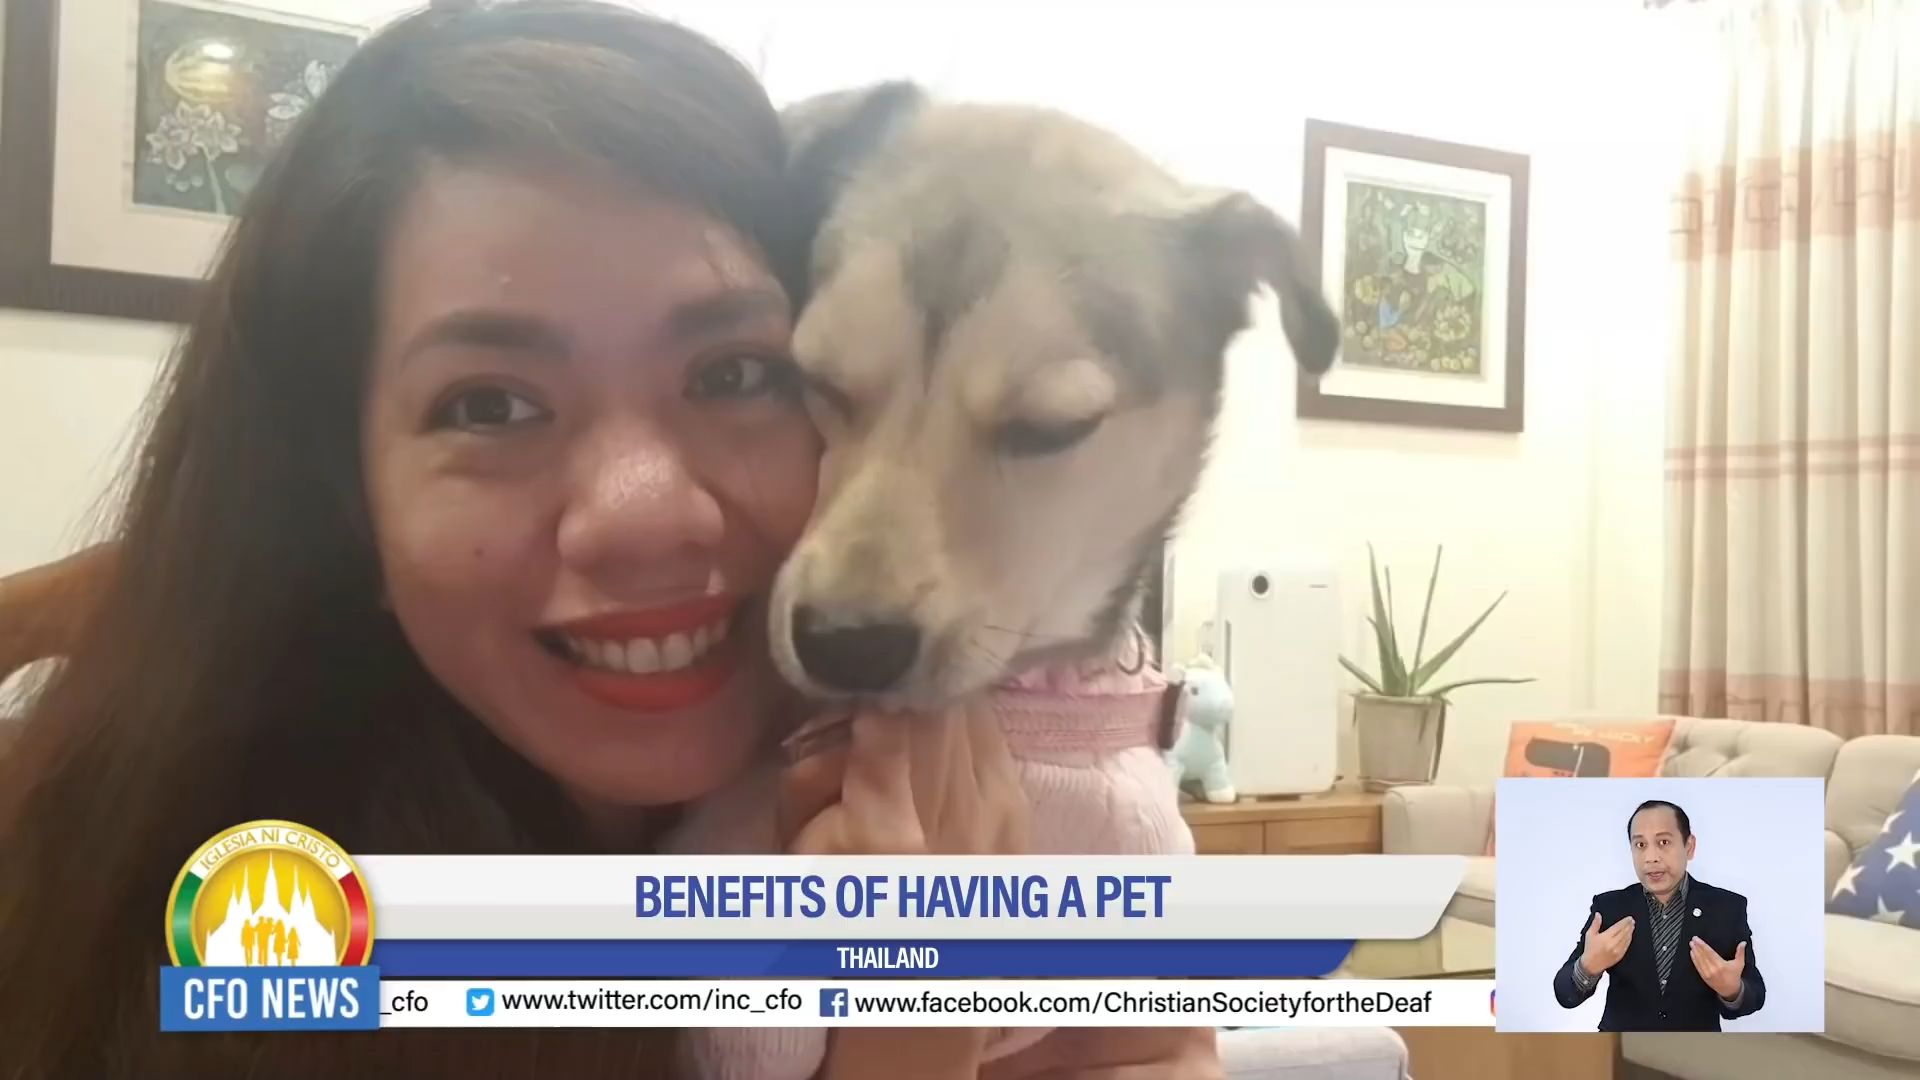 BENEFITS OF HAVING A PET
THAILAND
IGLESIA NI CRISTO
CFO NEWS
_cfo www.twitter.com/inc_cfo www.facebook.com/ChristianSocietyfortheDeaf